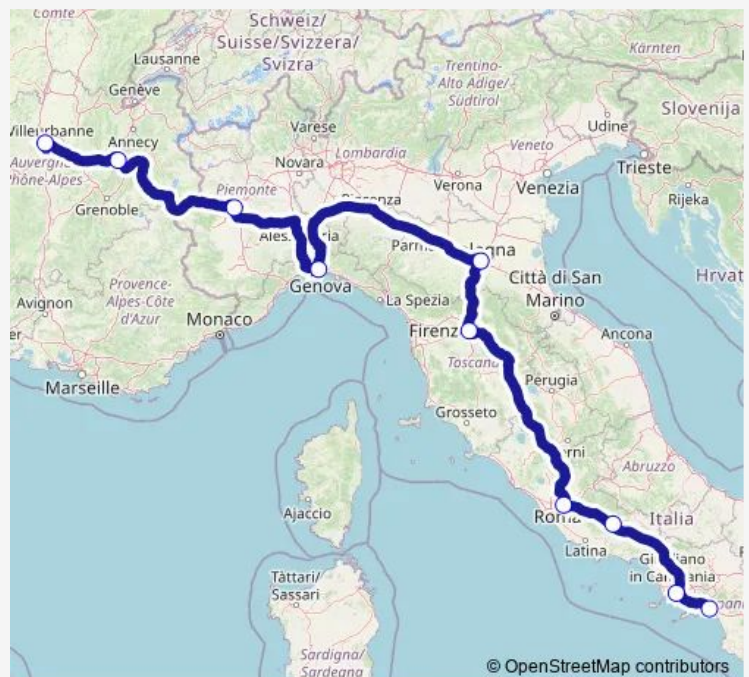 Comte
Schweiz/
Suisse/Svizzera/
Svizra
Kärnten
Lausanne
Trentino-
Alto Adige/
Südtirol
Genève
Slovenija
Villeurbanne
Annecy
Varese
Udine
Auvergne
Rhône-Alpes
Lombardia
Veneto
Trieste
Novara
Verona
Venezia
Grenoble
Piemonte
Rijeka
Parma
Genova
Città di San
Marino
Hrvat
Provence-
Alpes-Côte
d'Azur
La Spezia
Avignon
Monaco
Firenz
Ancona
Toscana
Marseille
Perugia
Grosseto
Abruzzo
Ajaccio
Roma
Italia
Latina
in Campania
Tàttari/
Sassari
Sardigna/
Sardegna
© OpenStreetMap contributors